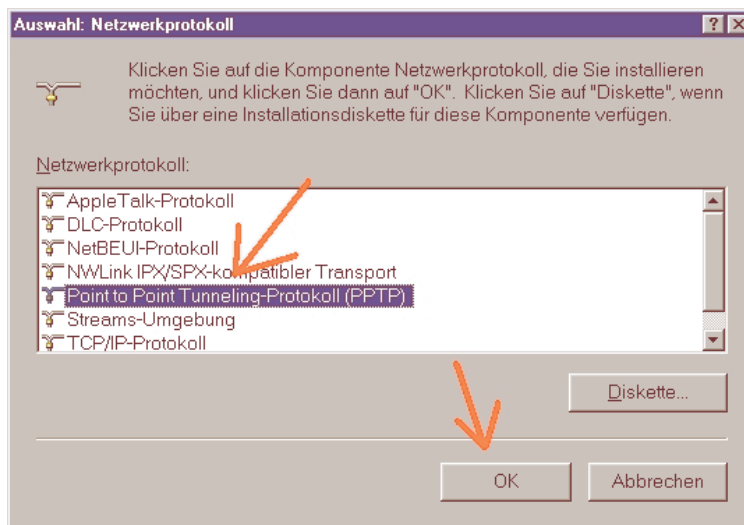 Auswahl: Netzwerkprotokoll
Klicken Sie auf die Komponente Netzwerkprotokoll, die Sie installieren
möchten, und klicken Sie dann auf "OK". Klicken Sie auf "Diskette", wenn
Sie über eine Installationsdiskette für diese Komponente verfügen.
Netzwerkprotokoll:
AppleTalk-Protokoll
DLC-Protokoll
NetBEUI-Protokoll
NWLink IPX/SPX-kompatibler Transport
Point to Point Tunneling-Protokoll (PPTP)
Streams-Umgebung
TCP/IP-Protokoll
Diskette...
OK
Abbrechen